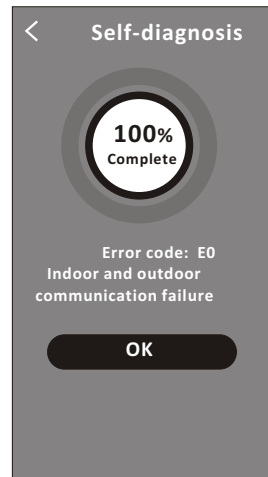 Self-diagnosis
100%
Complete
Error code: E0
Indoor and outdoor
communication failure
OK